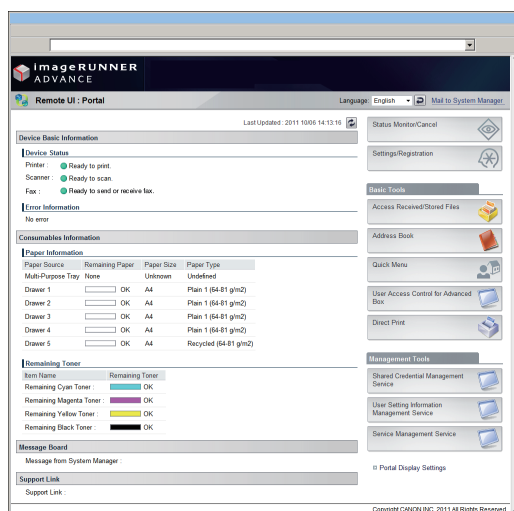 imageRUNNER
ADVANCE
Remote UI : Portal
Language: English
Mail to System Manager
Last Updated : 2011 10/06 14:13:16
Device Basic Information
Device Status
Printer : Ready to print.
Scanner : Ready to scan.
Fax : Ready to send or receive fax.
Error Information
No error
Consumables Information
Paper Information
Paper Source Remaining Paper Paper Size Paper Type
Multi-Purpose Tray None Unknown Undefined
Drawer 1 OK A4 Plain 1 (64-81 g/m2)
Drawer 2 OK A4 Plain 1 (64-81 g/m2)
Drawer 3 OK A4 Plain 1 (64-81 g/m2)
Drawer 4 OK A4 Plain 1 (64-81 g/m2)
Drawer 5 OK A4 Recycled (64-81 g/m2)
Remaining Toner
Item Name Remaining Toner
Remaining Cyan Toner : OK
Remaining Magenta Toner : OK
Remaining Yellow Toner : OK
Remaining Black Toner : OK
Message Board
Message from System Manager :
Support Link
Support Link :
Status Monitor/Cancel
Settings/Registration
Basic Tools
Access Received/Stored Files
Address Book
Quick Menu
User Access Control for Advanced
Box
Direct Print
Management Tools
Shared Credential Management
Service
User Setting Information
Management Service
Service Management Service
Portal Display Settings
Copyright CANON INC. 2011 All Rights Reserved